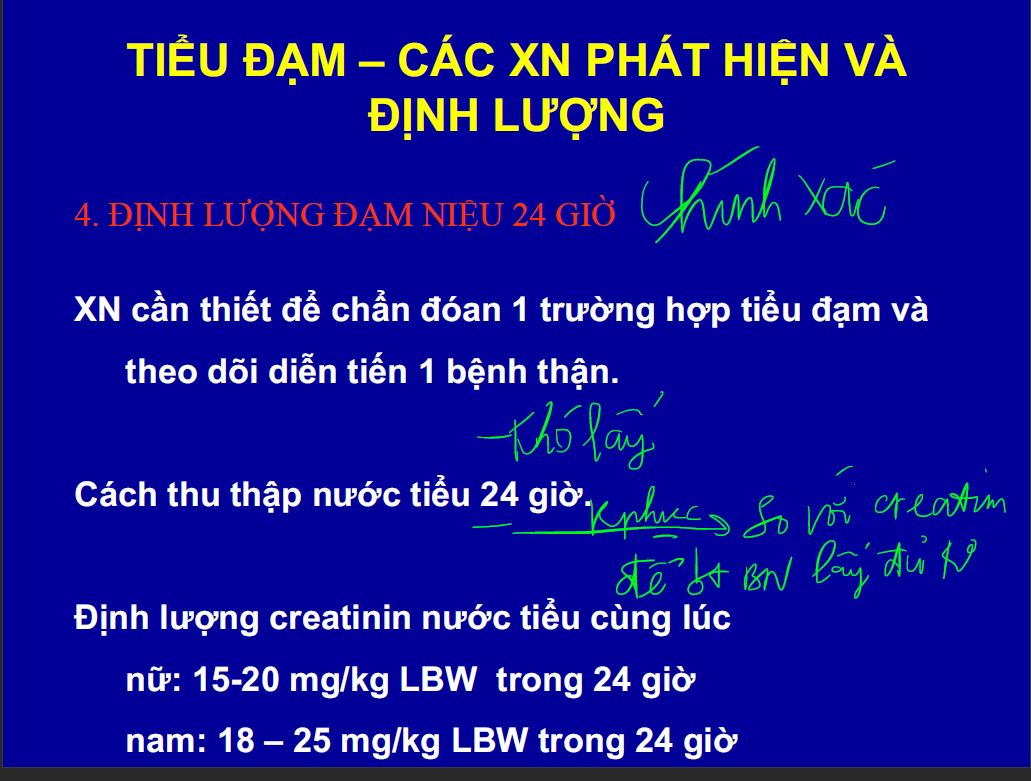 TIỂU ĐẠM – CÁC XN PHÁT HIỆN VÀ
ĐỊNH LƯỢNG
4. ĐỊNH LƯỢNG ĐẠM NIỆU 24 GIỜ chính xác
XN cần thiết để chẩn đóan 1 trường hợp tiểu đạm và
theo dõi diễn tiến 1 bệnh thận.
- khó lấy
Cách thu thập nước tiểu 24 giờ.
so với creatinin
để bt BN lấy đủ
Định lượng creatinin nước tiểu cùng lúc
nữ: 15-20 mg/kg LBW trong 24 giờ
nam: 18 – 25 mg/kg LBW trong 24 giờ